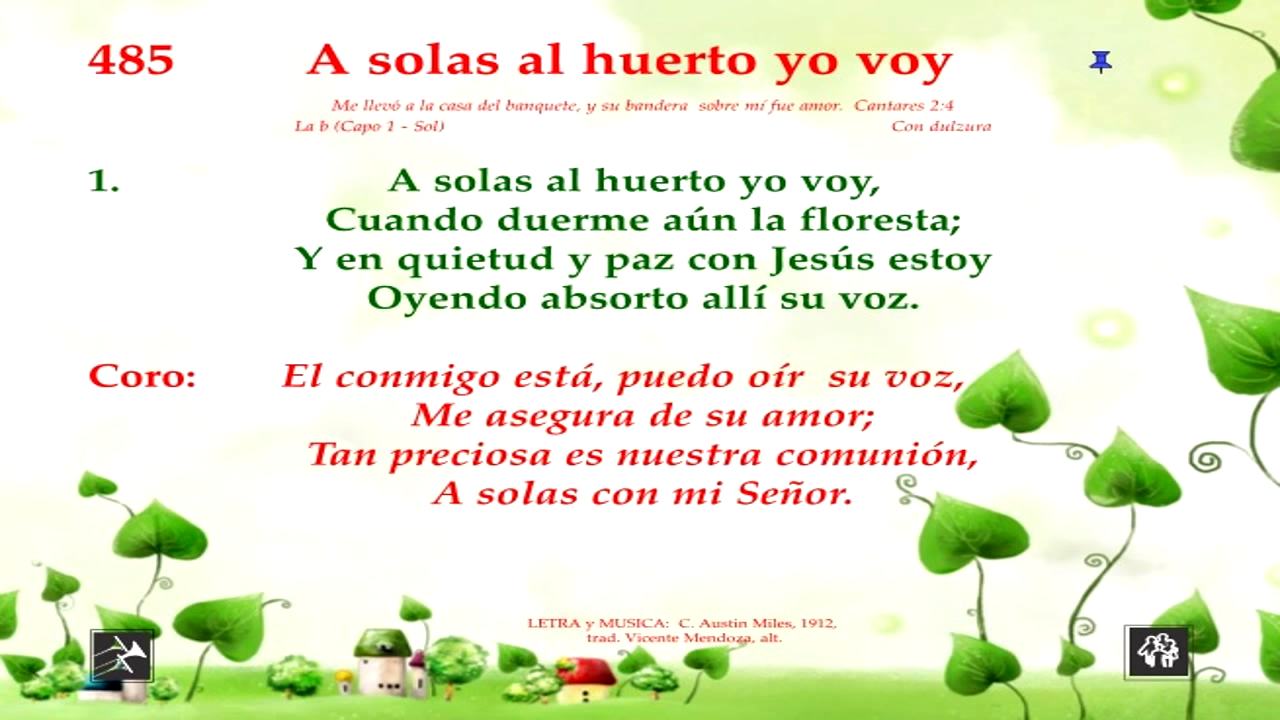 485 A solas al huerto yo voy
Me llevó a la casa del banquete, y su bandera sobre mí fue amor. Cantares 2:4
La b (Capo 1 - Sol) Con dulzura
1. A solas al huerto yo voy,
Cuando duerme aún la floresta;
Y en quietud y paz con Jesús estoy
Oyendo absorto allí su voz.
Coro: El conmigo está, puedo oír su voz,
Me asegura de su amor;
Tan preciosa es nuestra comunión,
A solas con mi Señor.
LETRA y MUSICA: C. Austin Miles, 1912,
trad. Vicente Mendoza, alt.